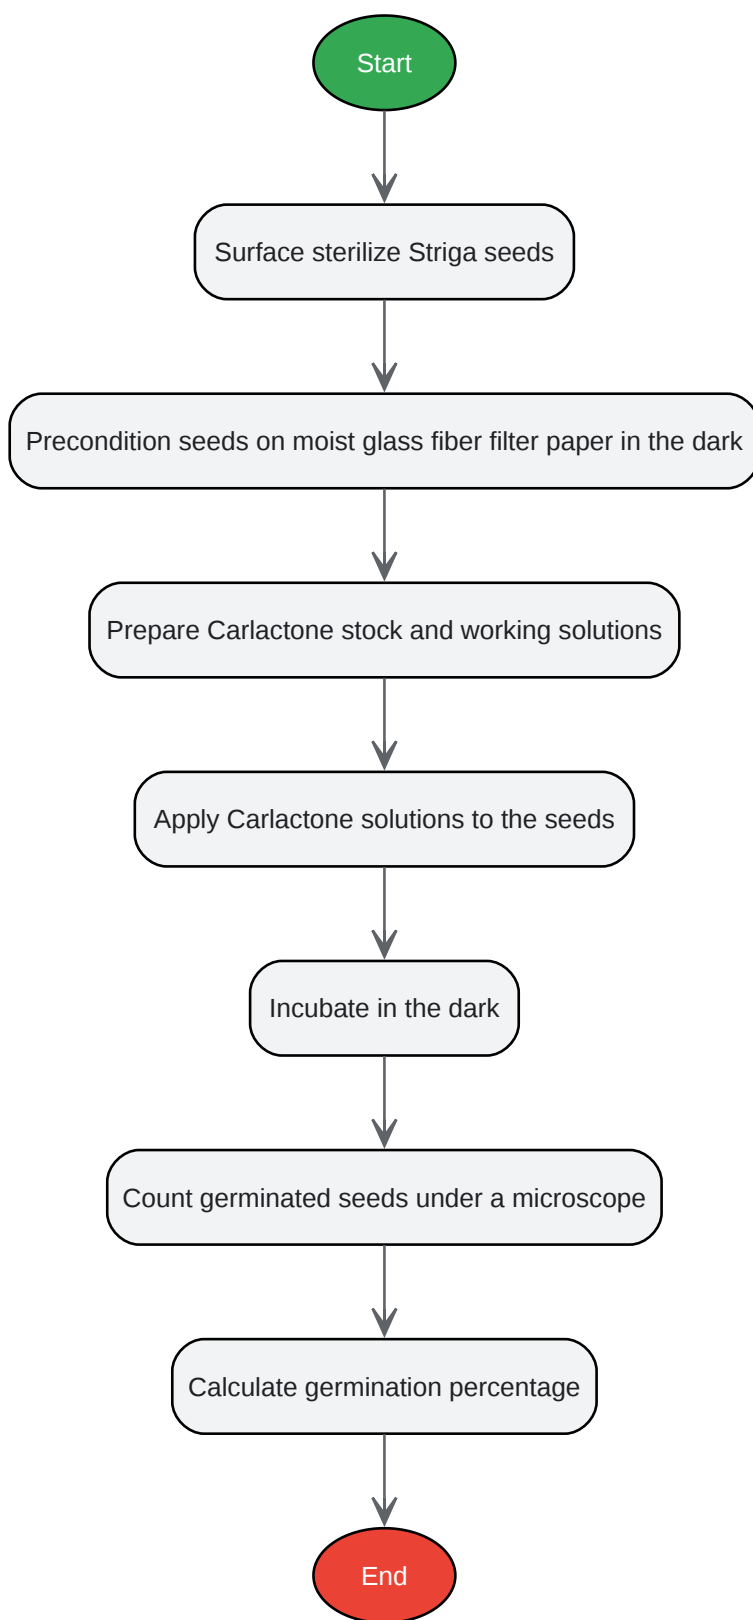 Start
Surface sterilize Striga seeds
Precondition seeds on moist glass fiber filter paper in the dark
Prepare Carlactone stock and working solutions
Apply Carlactone solutions to the seeds
Incubate in the dark
Count germinated seeds under a microscope
Calculate germination percentage
End